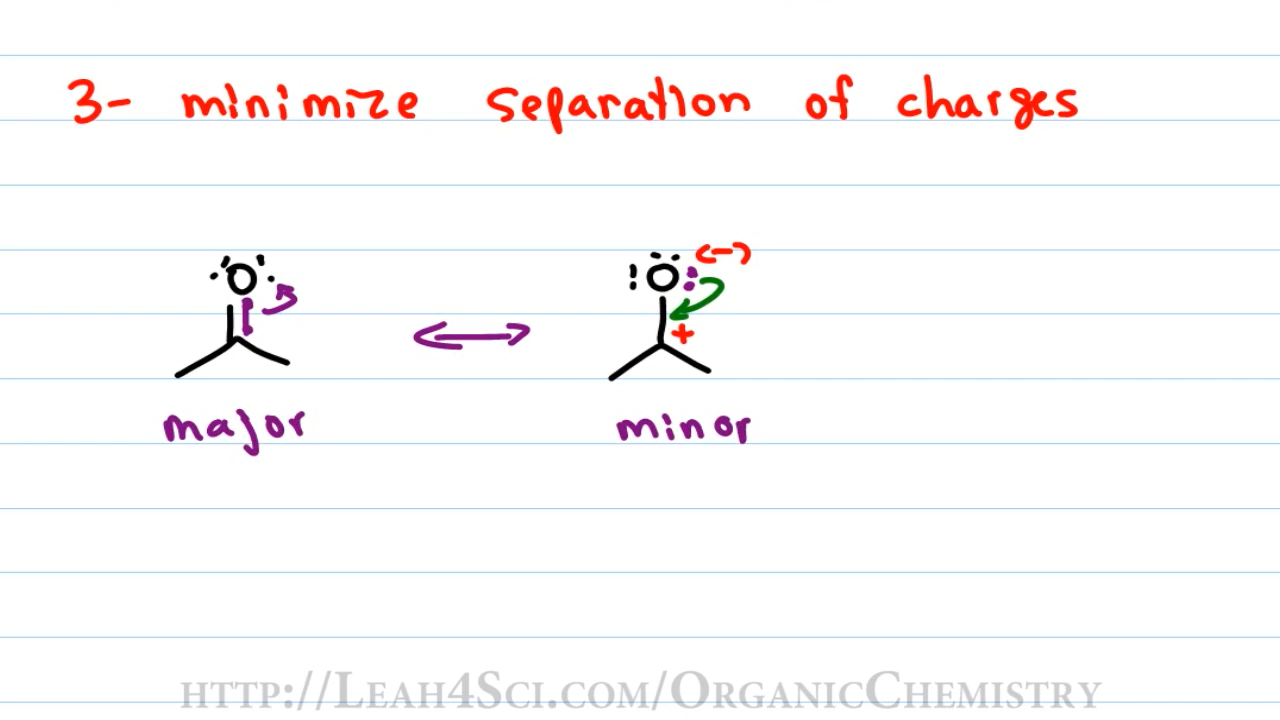 3- minimize separation of charges
:O: :O: (-)
+
major minor
HTTP://LEAH4SCI.COM/ORGANICCHEMISTRY